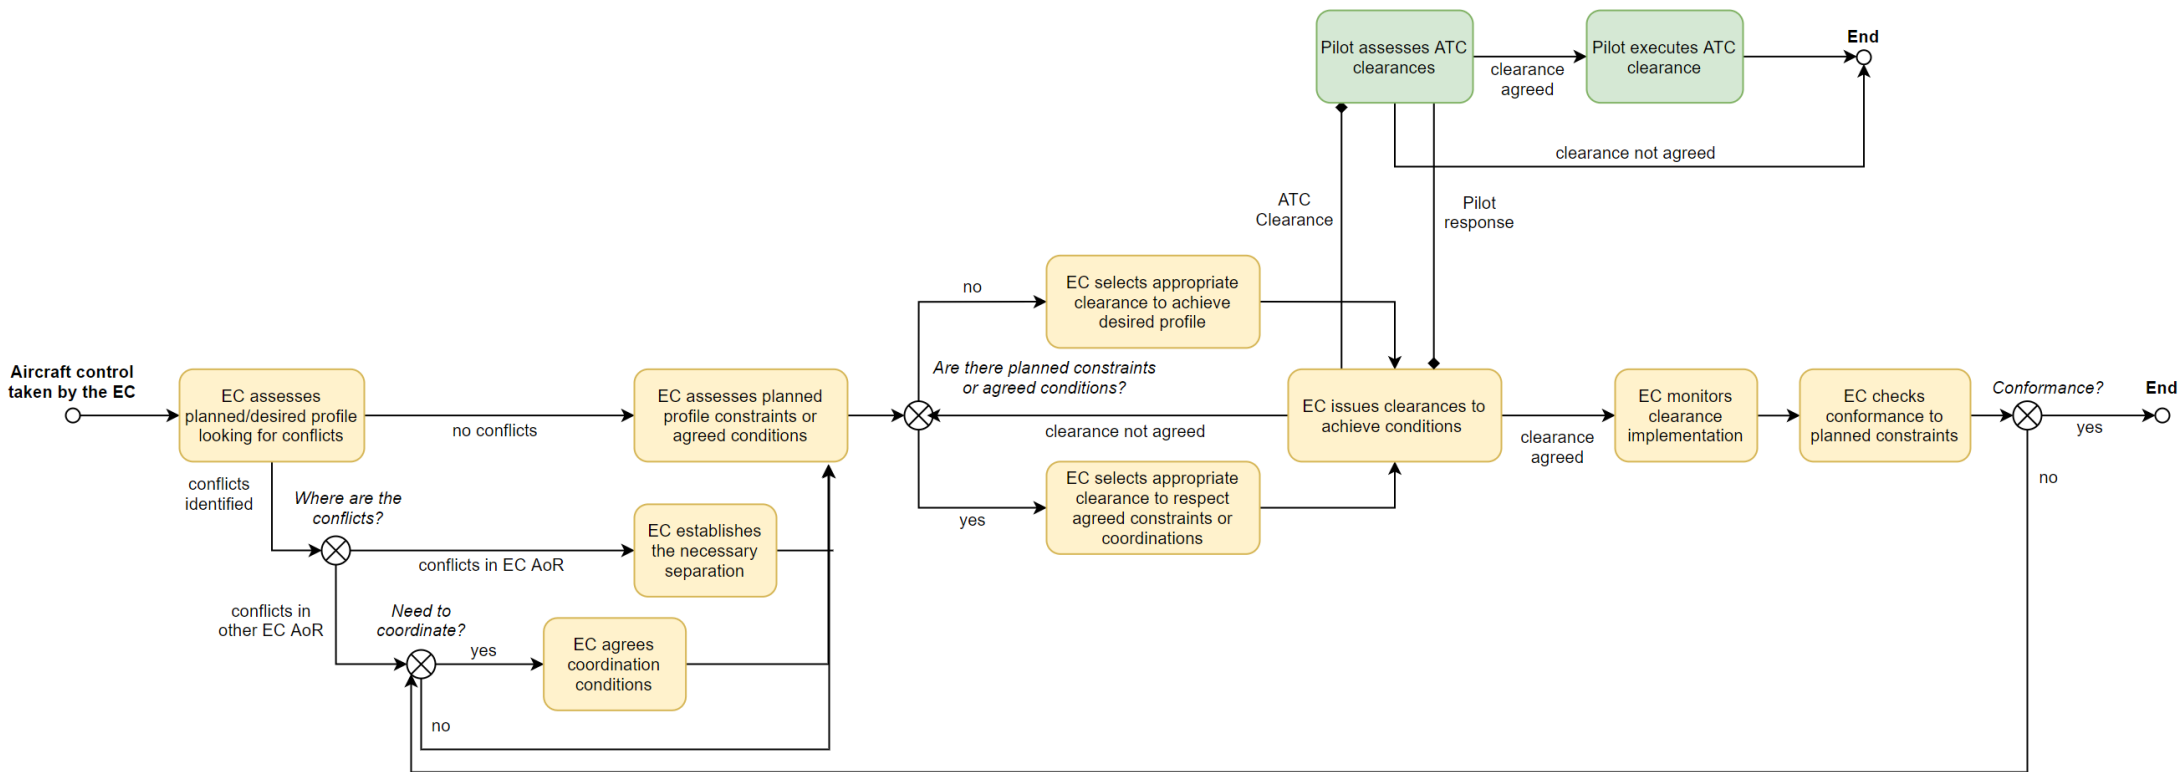 Pilot assesses ATC
clearances
clearance
agreed
Pilot executes ATC
clearance
End
clearance not agreed
ATC
Clearance
Pilot
response
no
EC selects appropriate
clearance to achieve
desired profile
Aircraft control
taken by the EC
EC assesses
planned/desired profile
looking for conflicts
no conflicts
EC assesses planned
profile constraints or
agreed conditions
Are there planned constraints
or agreed conditions?
clearance not agreed
EC issues clearances to
achieve conditions
clearance
agreed
EC monitors
clearance
implementation
EC checks
conformance to
planned constraints
Conformance?
yes
End
no
conflicts
identified
Where are the
conflicts?
conflicts in EC AoR
EC establishes
the necessary
separation
yes
EC selects appropriate
clearance to respect
agreed constraints or
coordinations
conflicts in
other EC AoR
Need to
coordinate?
yes
EC agrees
coordination
conditions
no